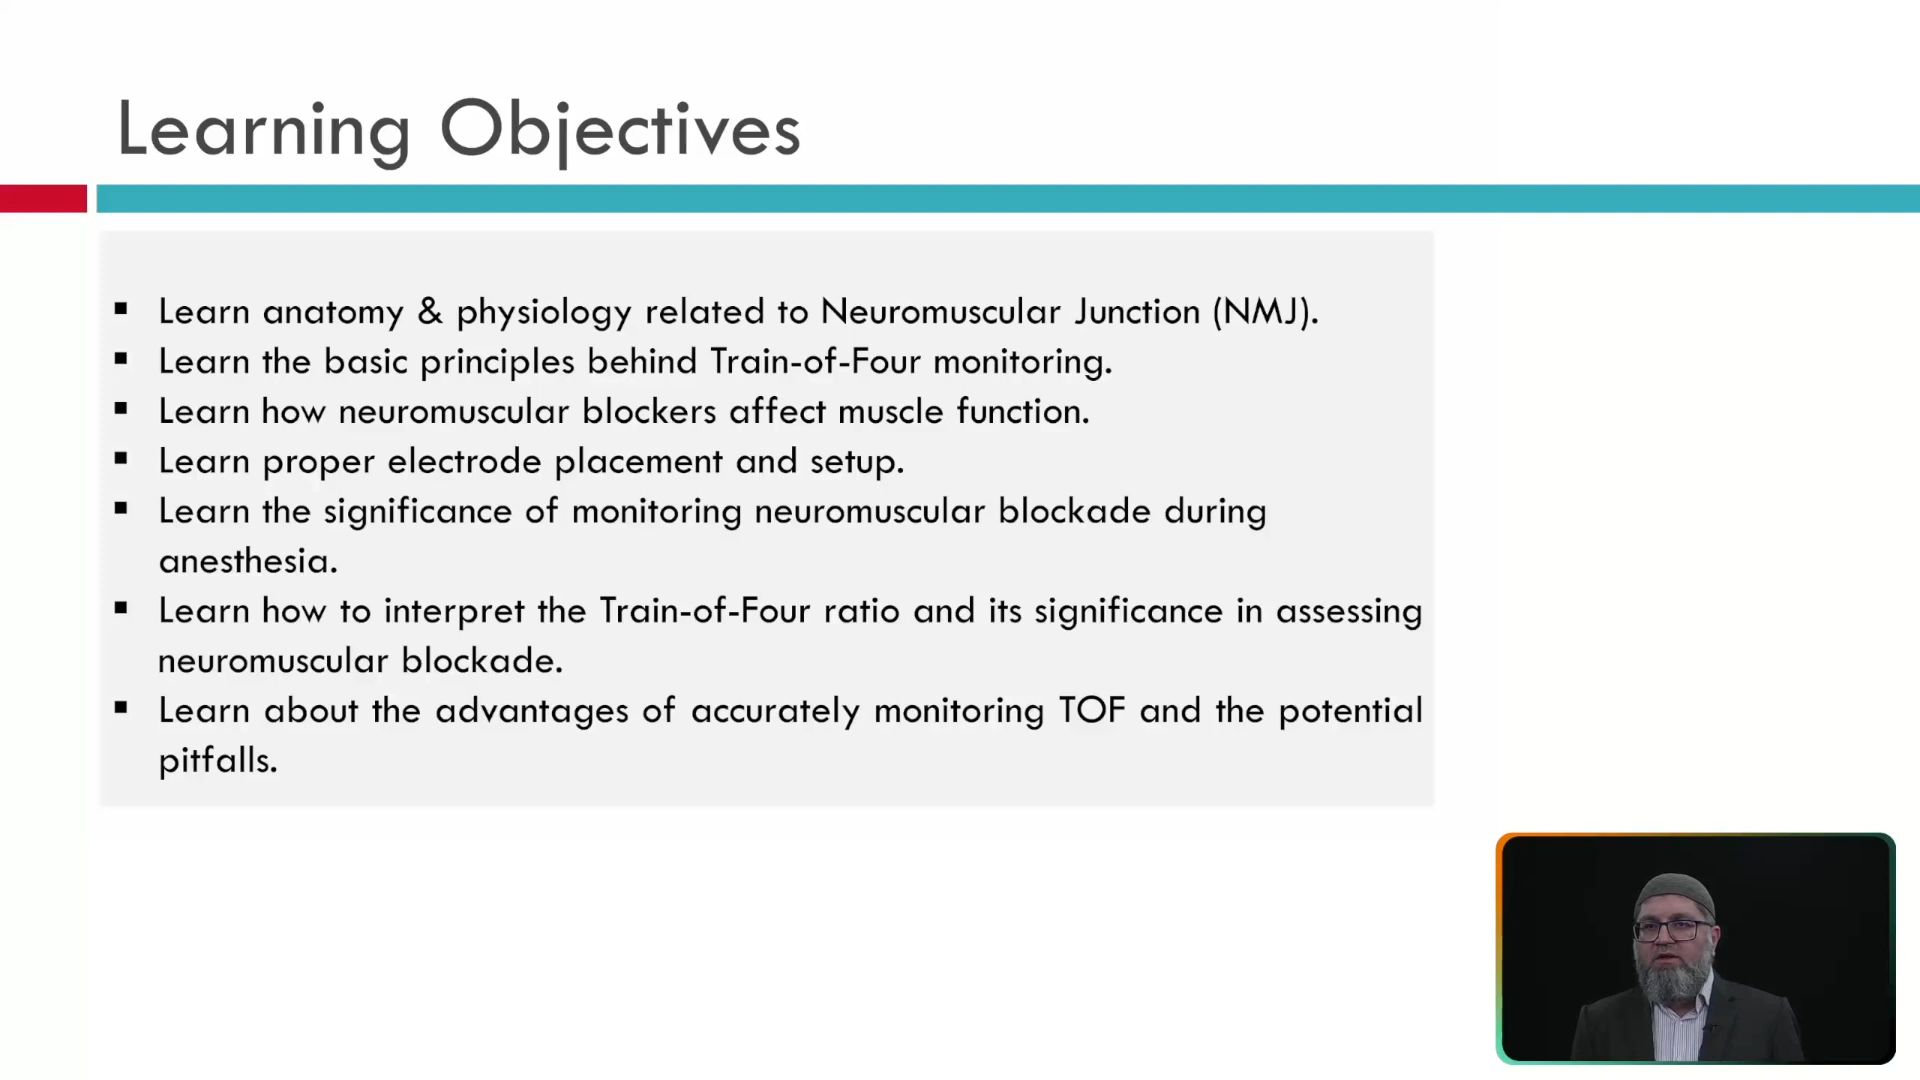 Learning Objectives
▪ Learn anatomy & physiology related to Neuromuscular Junction (NMJ).
▪ Learn the basic principles behind Train-of-Four monitoring.
▪ Learn how neuromuscular blockers affect muscle function.
▪ Learn proper electrode placement and setup.
▪ Learn the significance of monitoring neuromuscular blockade during
anesthesia.
▪ Learn how to interpret the Train-of-Four ratio and its significance in assessing
neuromuscular blockade.
▪ Learn about the advantages of accurately monitoring TOF and the potential
pitfalls.